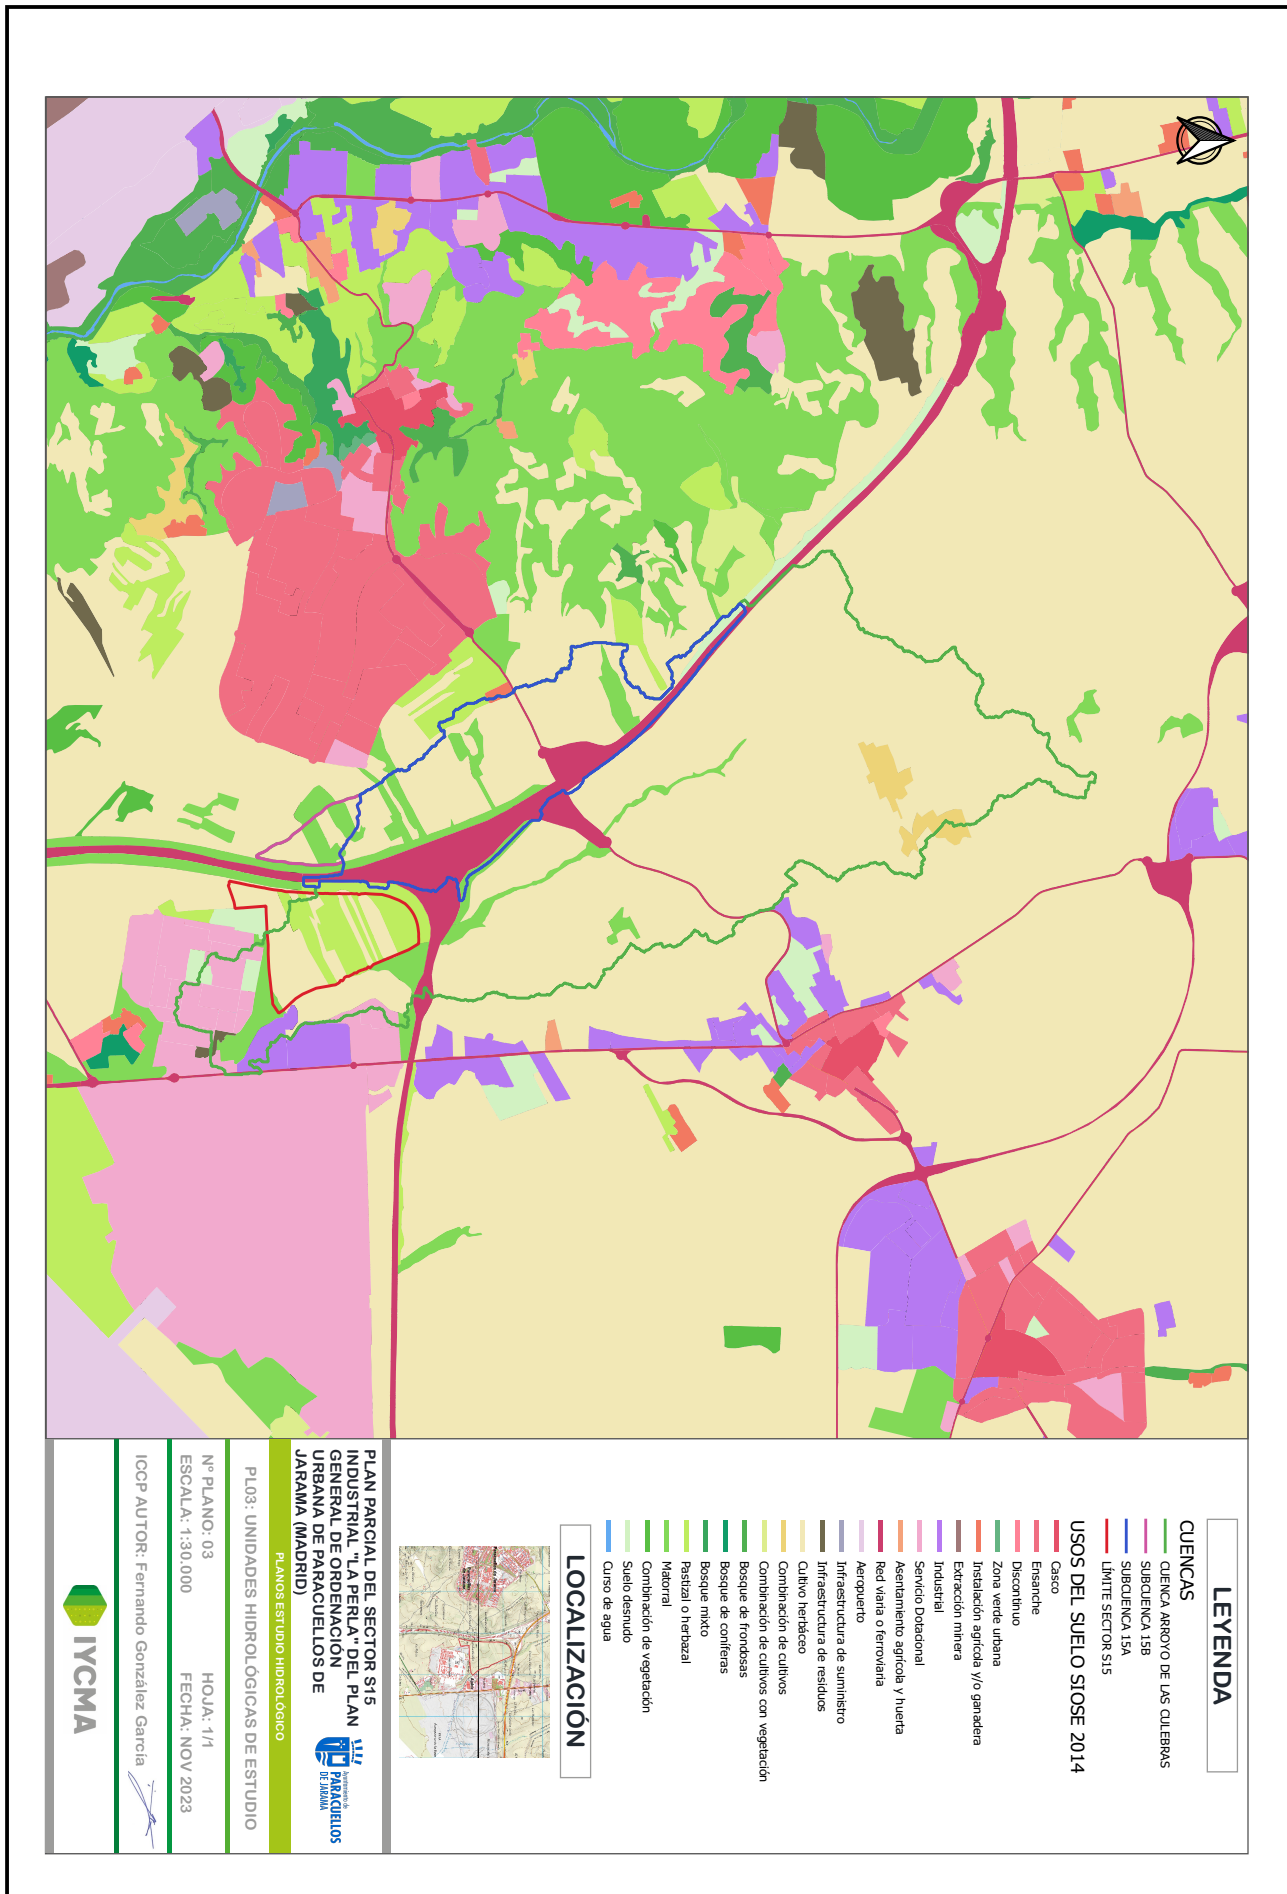 LEYENDA
CUENCAS
CUENCA ARROYO DE LAS CULEBRAS
SUBCUENCA 15B
SUBCUENCA 15A
LÍMITE SECTOR S15
USOS DEL SUELO SIOSE 2014
Casco
Ensanche
Discontinuo
Zona verde urbana
Instalación agrícola y/o ganadera
Extracción minera
Industrial
Servicio Dotacional
Asentamiento agrícola y huerta
Red viaria o ferroviaria
Aeropuerto
Infraestructura de suministro
Infraestructura de residuos
Cultivo herbáceo
Combinación de cultivos
Combinación de cultivos con vegetación
Bosque de frondosas
Bosque de coníferas
Bosque mixto
Pastizal o herbazal
Matorral
Combinación de vegetación
Suelo desnudo
Curso de agua
LOCALIZACIÓN
PLAN PARCIAL DEL SECTOR S15
INDUSTRIAL "LA PERLA" DEL PLAN
GENERAL DE ORDENACIÓN
URBANA DE PARACUELLOS DE
JARAMA (MADRID)
Ayuntamiento de
PARACUELLOS
DE JARAMA
PLANOS ESTUDIO HIDROLÓGICO
PL03: UNIDADES HIDROLÓGICAS DE ESTUDIO
Nº PLANO: 03
HOJA: 1/1
ESCALA: 1:30.000
FECHA: NOV 2023
ICCP AUTOR: Fernando González García
IYCMA